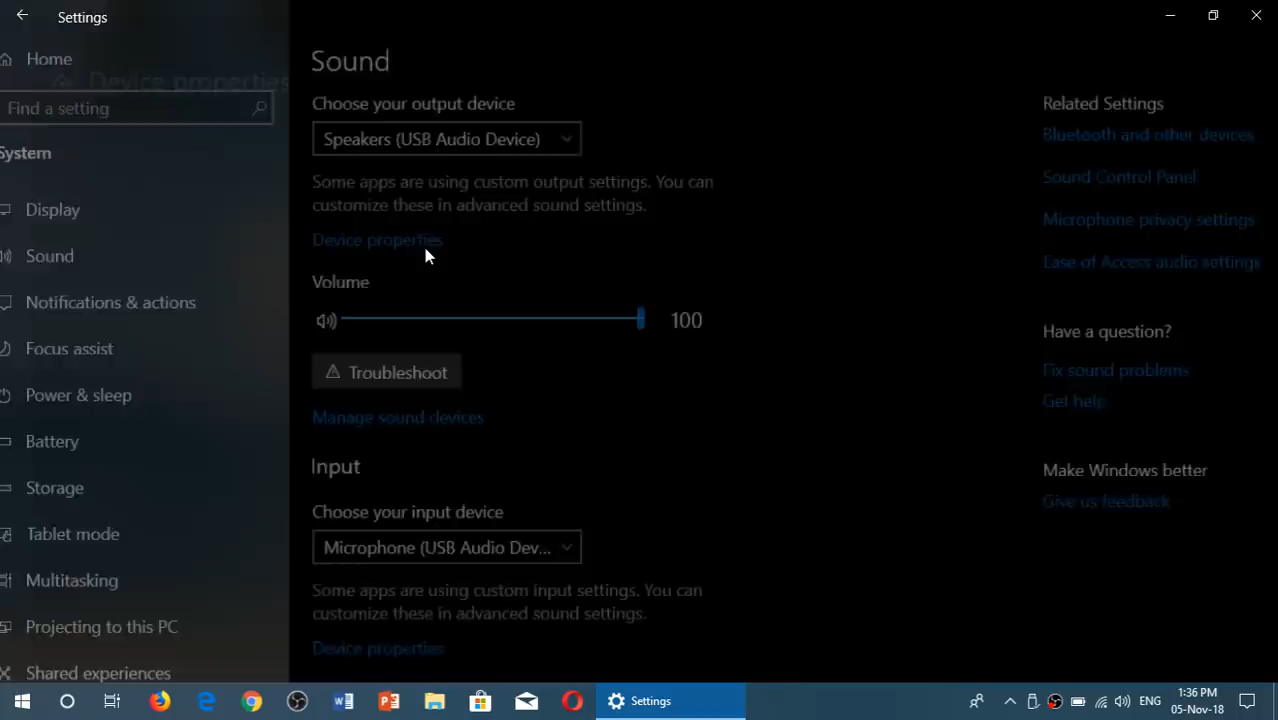 Settings
Home
Device properties
Find a setting
System
Display
Sound
Notifications & actions
Focus assist
Power & sleep
Battery
Storage
Tablet mode
Multitasking
Projecting to this PC
Shared experiences
Sound
Choose your output device
Speakers (USB Audio Device)
Some apps are using custom output settings. You can
customize these in advanced sound settings.
Device properties
Volume
100
Troubleshoot
Manage sound devices
Input
Choose your input device
Microphone (USB Audio Dev...
Some apps are using custom input settings. You can
customize these in advanced sound settings.
Device properties
Related Settings
Bluetooth and other devices
Sound Control Panel
Microphone privacy settings
Ease of Access audio settings
Have a question?
Fix sound problems
Get help
Make Windows better
Give us feedback
Settings
ENG
1:36 PM
05-Nov-18